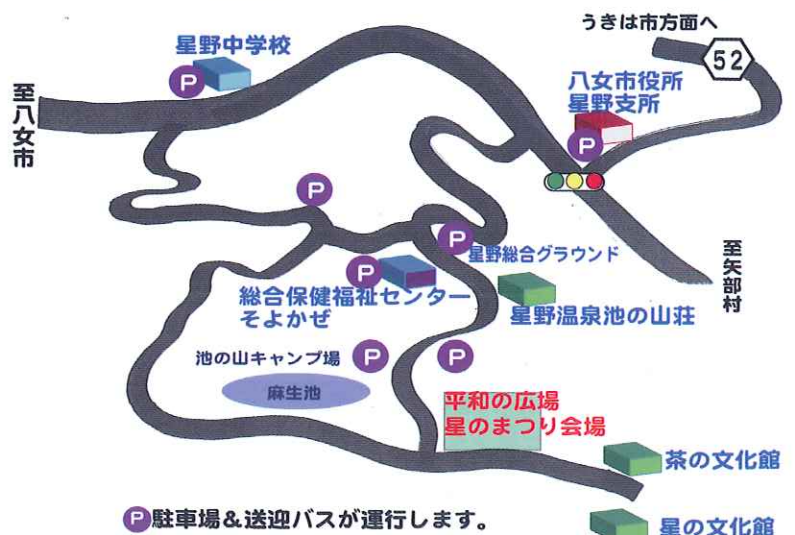 うきは市方面へ
52
星野中学校
P
至八女市
八女市役所
星野支所
P
P
P
星野総合グラウンド
至矢部村
P
総合保健福祉センター
そよかぜ
星野温泉池の山荘
池の山キャンプ場
P
P
麻生池
平和の広場
星のまつり会場
茶の文化館
P駐車場&送迎バスが運行します。
星の文化館